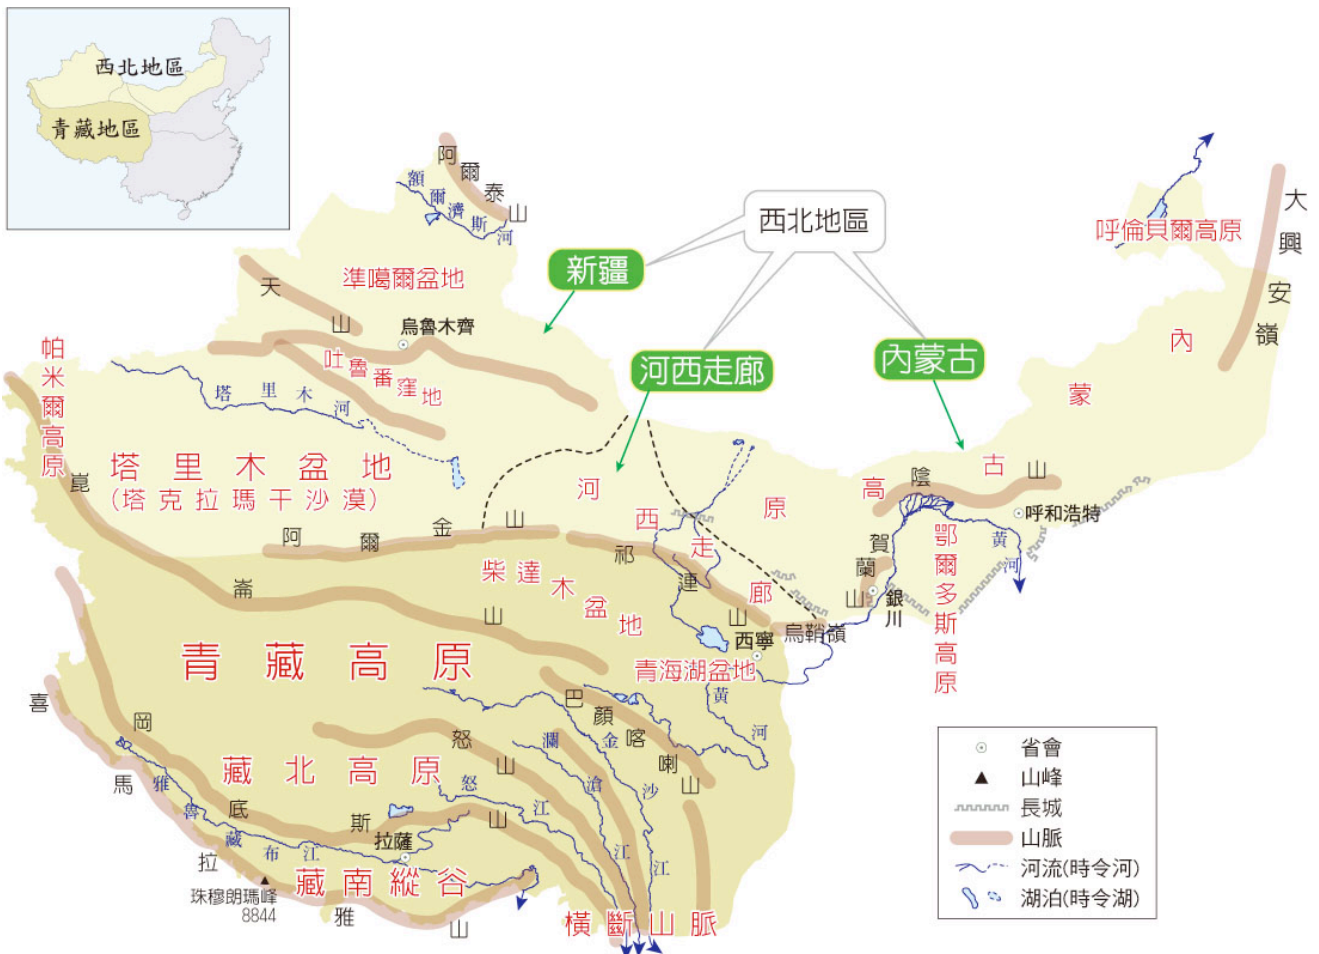 西北地區
青藏地區
阿爾泰山
額爾濟斯河
西北地區
新疆
河西走廊
內蒙古
呼倫貝爾高原
大興安嶺
準噶爾盆地
天山
烏魯木齊
吐魯番窪地
帕米爾高原
塔里木河
塔里木盆地
(塔克拉瑪干沙漠)
內蒙古高原
陰山
呼和浩特
河西走廊
阿爾金山
祁連山
賀蘭山
銀川
鄂爾多斯高原
黃河
烏鞘嶺
崑崙山
柴達木盆地
西寧
青海湖盆地
青藏高原
黃河
巴顏喀喇山
喜馬拉雅山
岡底斯山
藏北高原
怒山
怒江
瀾滄江
金沙江
雅魯藏布江
拉薩
藏南縱谷
珠穆朗瑪峰
8844
橫斷山脈
省會
山峰
長城
山脈
河流(時令河)
湖泊(時令湖)